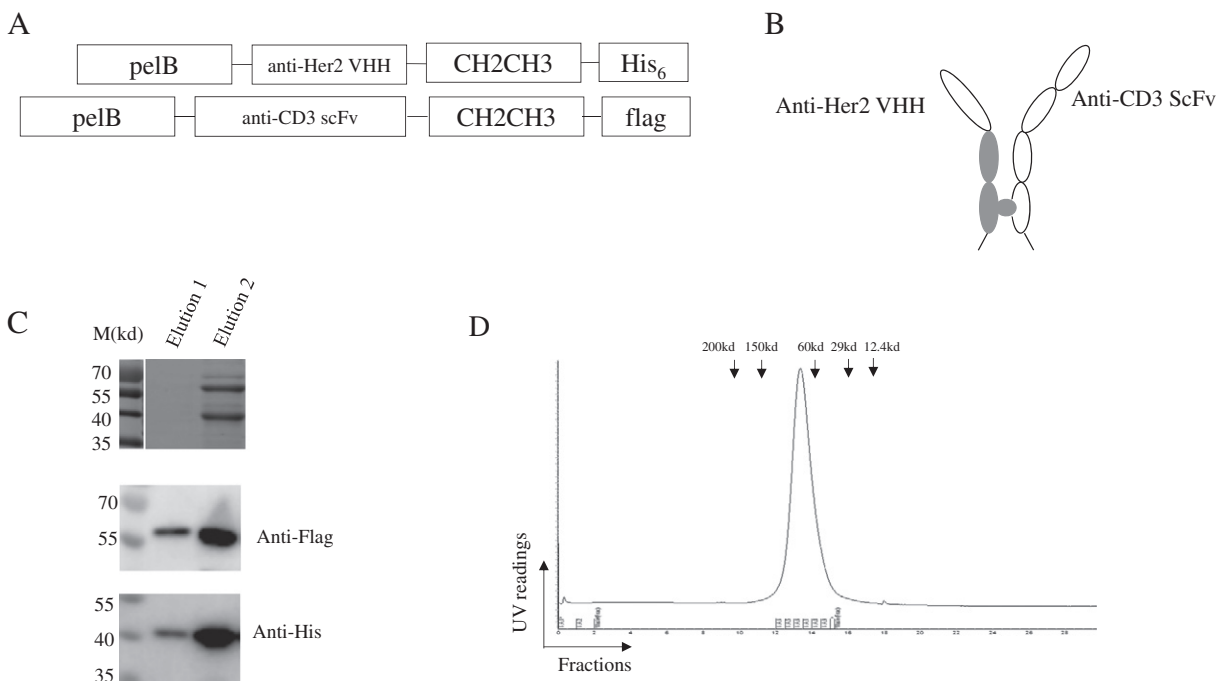 A
pelB anti-Her2 VHH CH2CH3 His₆
pelB anti-CD3 scFv CH2CH3 flag
B
Anti-Her2 VHH
Anti-CD3 ScFv
C
M(kd) Elution 1 Elution 2
70
55
40
35
70
55
Anti-Flag
55
40
35
Anti-His
D
200kd 150kd 60kd 29kd 12.4kd
UV readings
0 2 4 6 8 10 12 14 16 18 20 22 24 26 28
Fractions